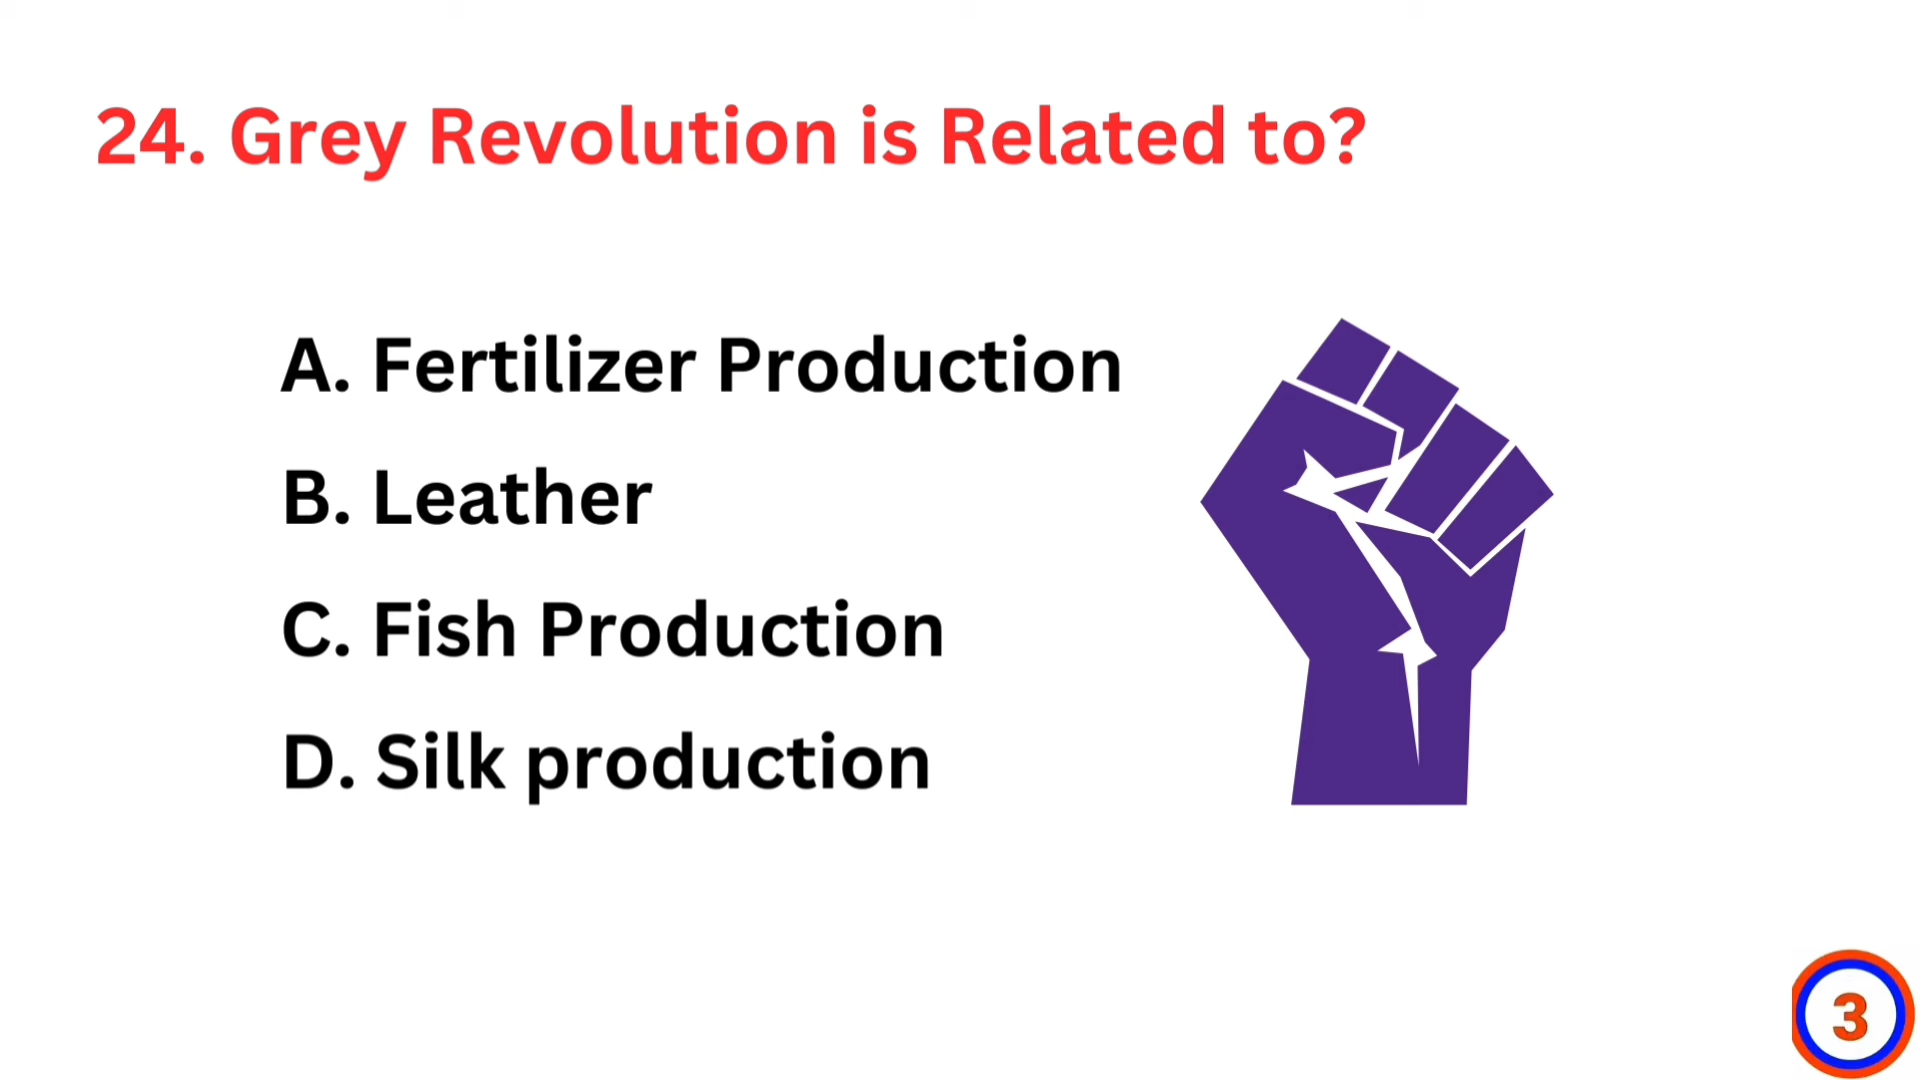 24. Grey Revolution is Related to?
A. Fertilizer Production
B. Leather
C. Fish Production
D. Silk production
3